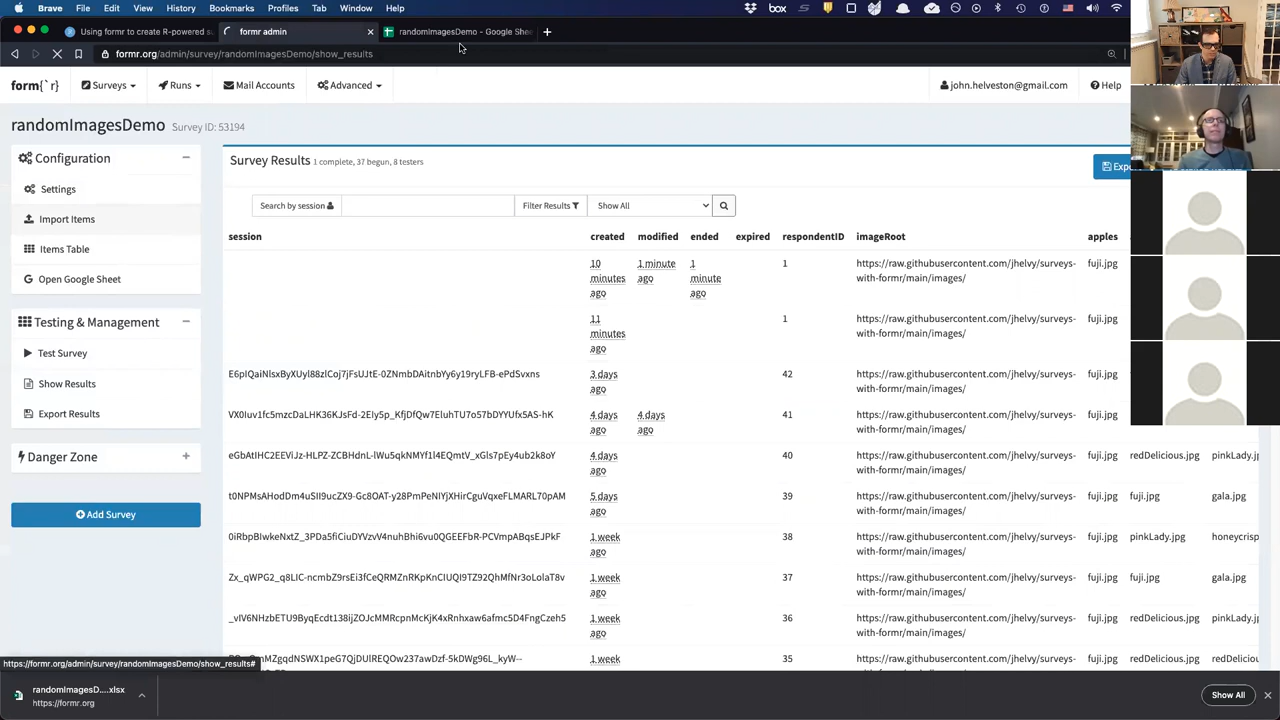 Brave File Edit View History Bookmarks Profiles Tab Window Help
Using formr to create R-powered su formr admin randomImagesDemo - Google Shee
formr.org/admin/survey/randomImagesDemo/show_results
form{`r} Surveys Runs Mail Accounts Advanced john.helveston@gmail.com Help
randomImagesDemo Survey ID: 53194
Configuration
Settings
Import Items
Items Table
Open Google Sheet
Testing & Management
Test Survey
Show Results
Export Results
Danger Zone
Add Survey
Survey Results 1 complete, 37 begun, 8 testers
Search by session Filter Results Show All
session created modified ended expired respondentID imageRoot apples
10 minutes ago 1 minute ago 1 minute ago 1 https://raw.githubusercontent.com/jhelvy/surveys-with-formr/main/images/ fuji.jpg
11 minutes ago 1 https://raw.githubusercontent.com/jhelvy/surveys-with-formr/main/images/ fuji.jpg
3 days ago 42 https://raw.githubusercontent.com/jhelvy/surveys-with-formr/main/images/ fuji.jpg
4 days ago 4 days ago 41 https://raw.githubusercontent.com/jhelvy/surveys-with-formr/main/images/ fuji.jpg
4 days ago 40 https://raw.githubusercontent.com/jhelvy/surveys-with-formr/main/images/ redDelicious.jpg
5 days ago 39 https://raw.githubusercontent.com/jhelvy/surveys-with-formr/main/images/ fuji.jpg fuji.jpg gala.jpg
1 week ago 38 https://raw.githubusercontent.com/jhelvy/surveys-with-formr/main/images/ fuji.jpg pinkLady.jpg
1 week ago 37 https://raw.githubusercontent.com/jhelvy/surveys-with-formr/main/images/ fuji.jpg fuji.jpg gala.jpg
1 week ago 36 https://raw.githubusercontent.com/jhelvy/surveys-with-formr/main/images/ fuji.jpg redDelicious.jpg
1 week 35 https://raw.githubusercontent.com/jhelvy/surveys- fuji.jpg redDelicious.jpg
https://formr.org/admin/survey/randomImagesDemo/show_results#
randomImagesD....xlsx
https://formr.org
Show All